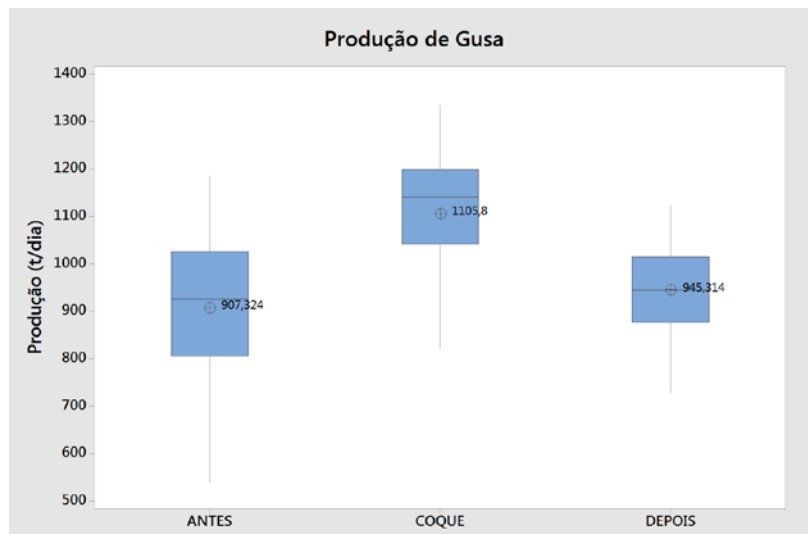 Produção de Gusa
Produção (t/dia)
1400
1300
1200
1100
1000
900
800
700
600
500
907,324
1105,8
945,314
ANTES
COQUE
DEPOIS